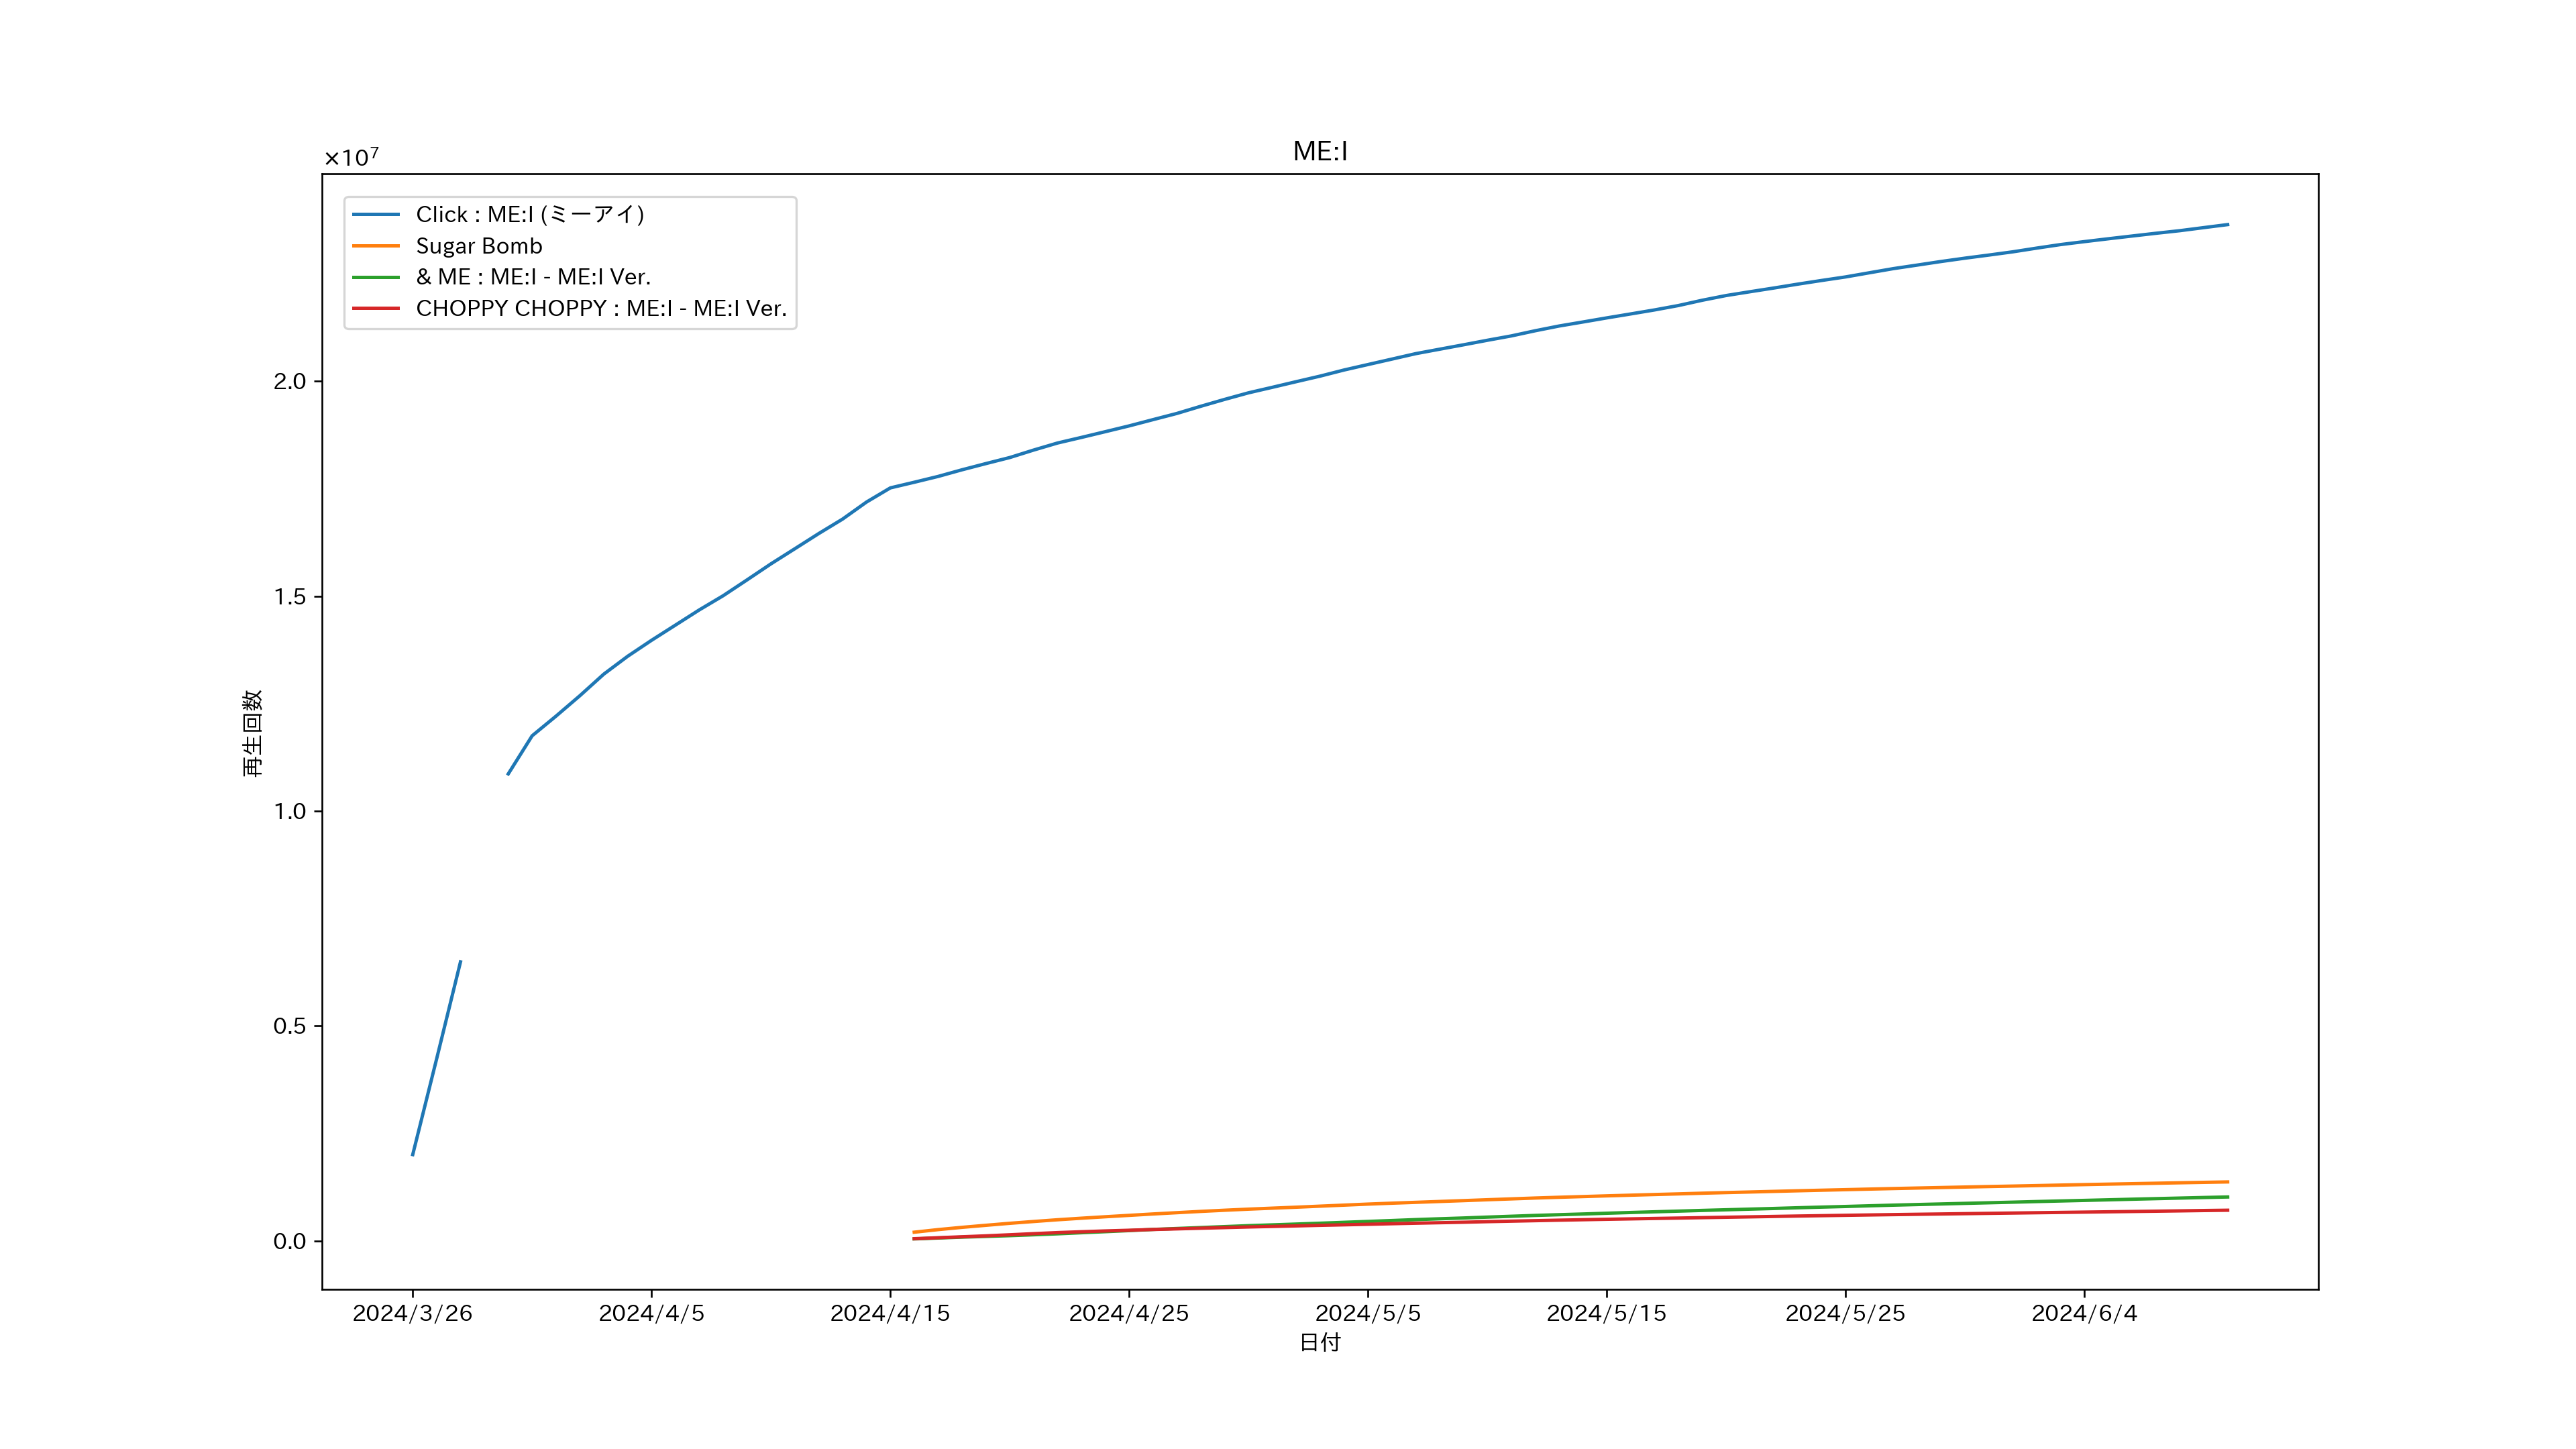 ME:I
×10⁷
Click : ME:I (ミーアイ)
Sugar Bomb
& ME : ME:I - ME:I Ver.
CHOPPY CHOPPY : ME:I - ME:I Ver.
2.0
1.5
1.0
0.5
0.0
再生回数
2024/3/26 2024/4/5 2024/4/15 2024/4/25 2024/5/5 2024/5/15 2024/5/25 2024/6/4
日付